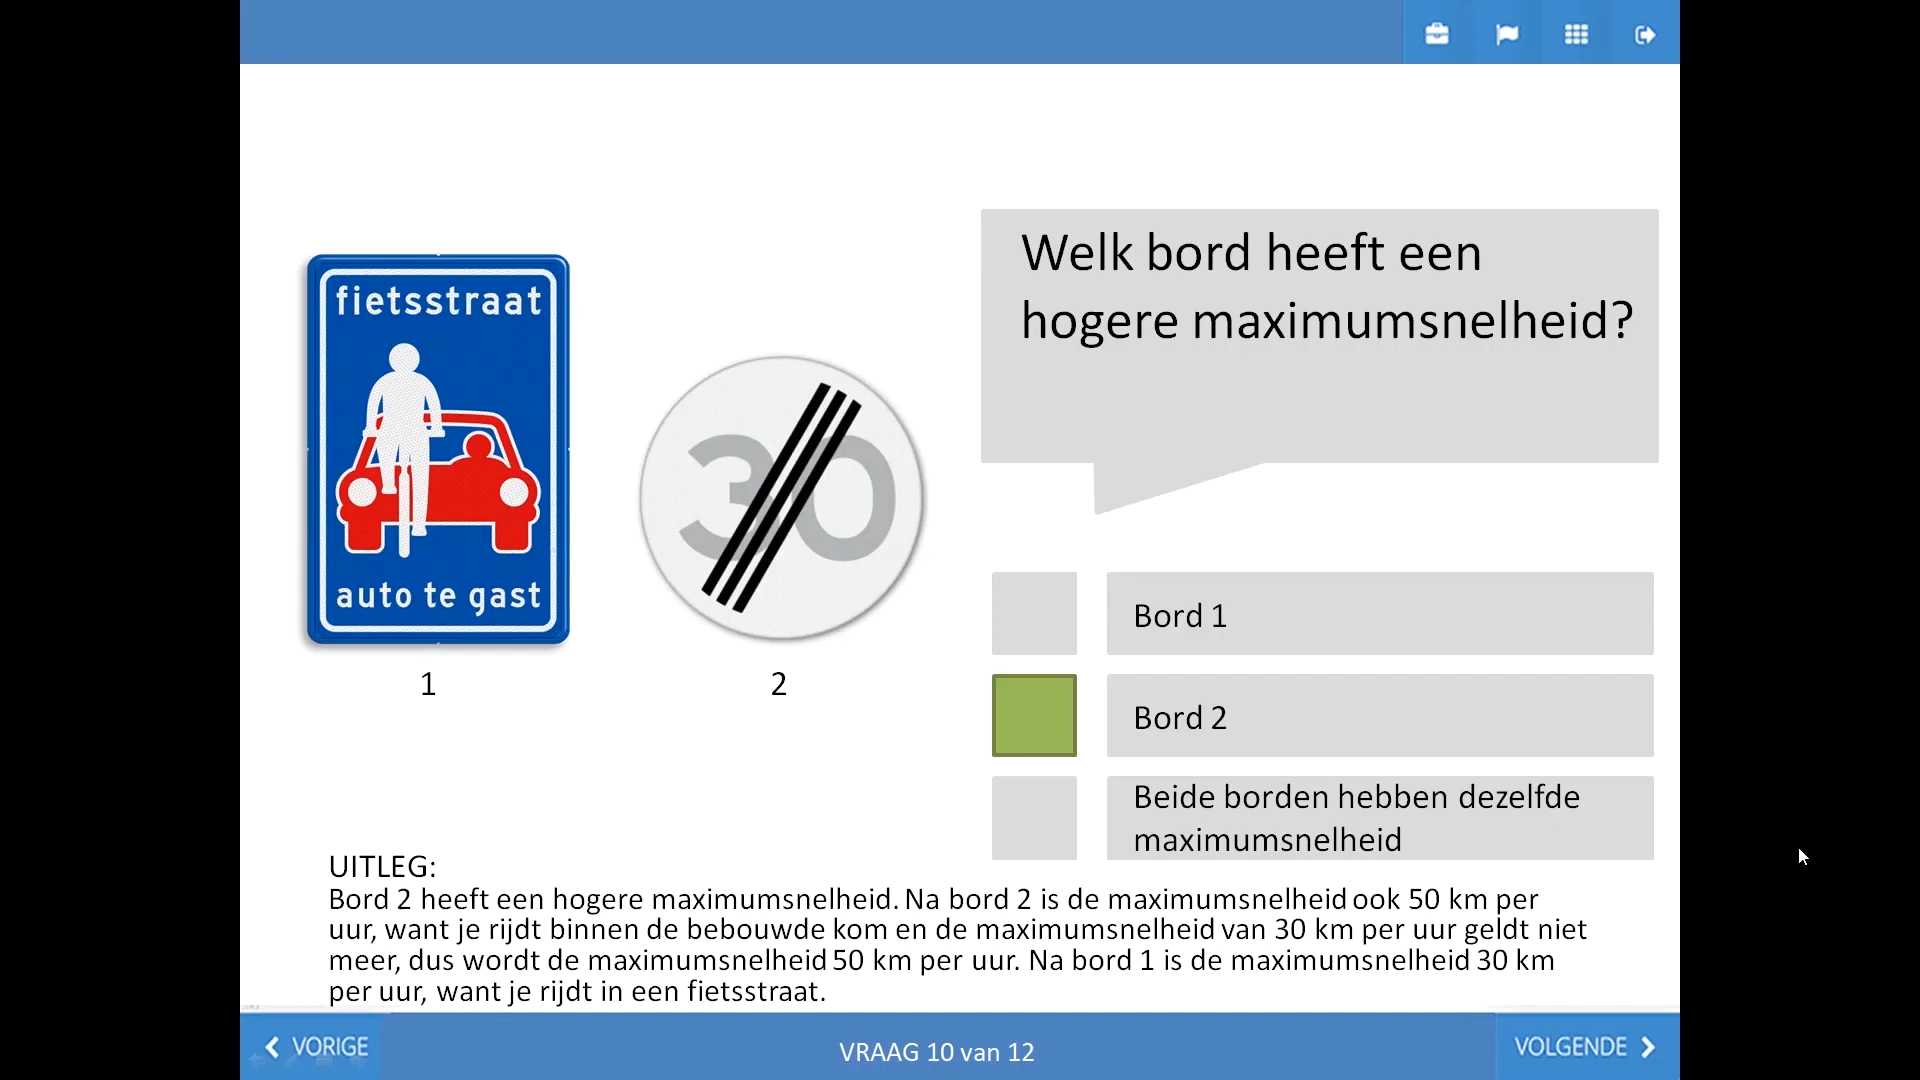 fietsstraat
auto te gast
30
1
2
Welk bord heeft een
hogere maximumsnelheid?
Bord 1
Bord 2
Beide borden hebben dezelfde
maximumsnelheid
UITLEG:
Bord 2 heeft een hogere maximumsnelheid. Na bord 2 is de maximumsnelheid ook 50 km per
uur, want je rijdt binnen de bebouwde kom en de maximumsnelheid van 30 km per uur geldt niet
meer, dus wordt de maximumsnelheid 50 km per uur. Na bord 1 is de maximumsnelheid 30 km
per uur, want je rijdt in een fietsstraat.
VORIGE
VRAAG 10 van 12
VOLGENDE